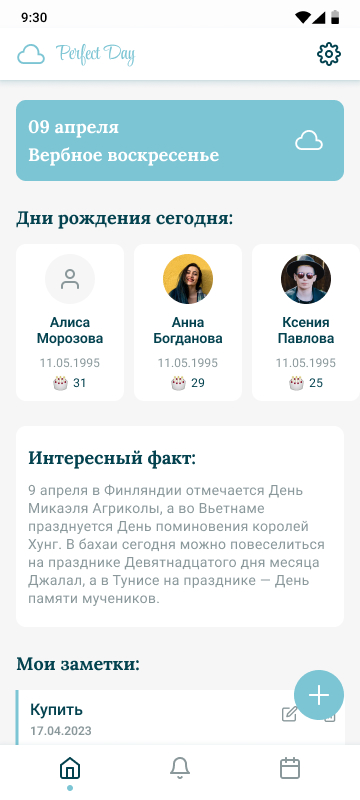 9:30
Perfect Day
09 апреля
Вербное воскресенье
Дни рождения сегодня:
Алиса
Морозова
11.05.1995
31
Анна
Богданова
11.05.1995
29
Ксения
Павлова
11.05.1995
25
Интересный факт:
9 апреля в Финляндии отмечается День
Микаэля Агриколы, а во Вьетнаме
празднуется День поминовения королей
Хунг. В бахаи сегодня можно повеселиться
на празднике Девятнадцатого дня месяца
Джалал, а в Тунисе на празднике — День
памяти мучеников.
Мои заметки:
Купить
17.04.2023